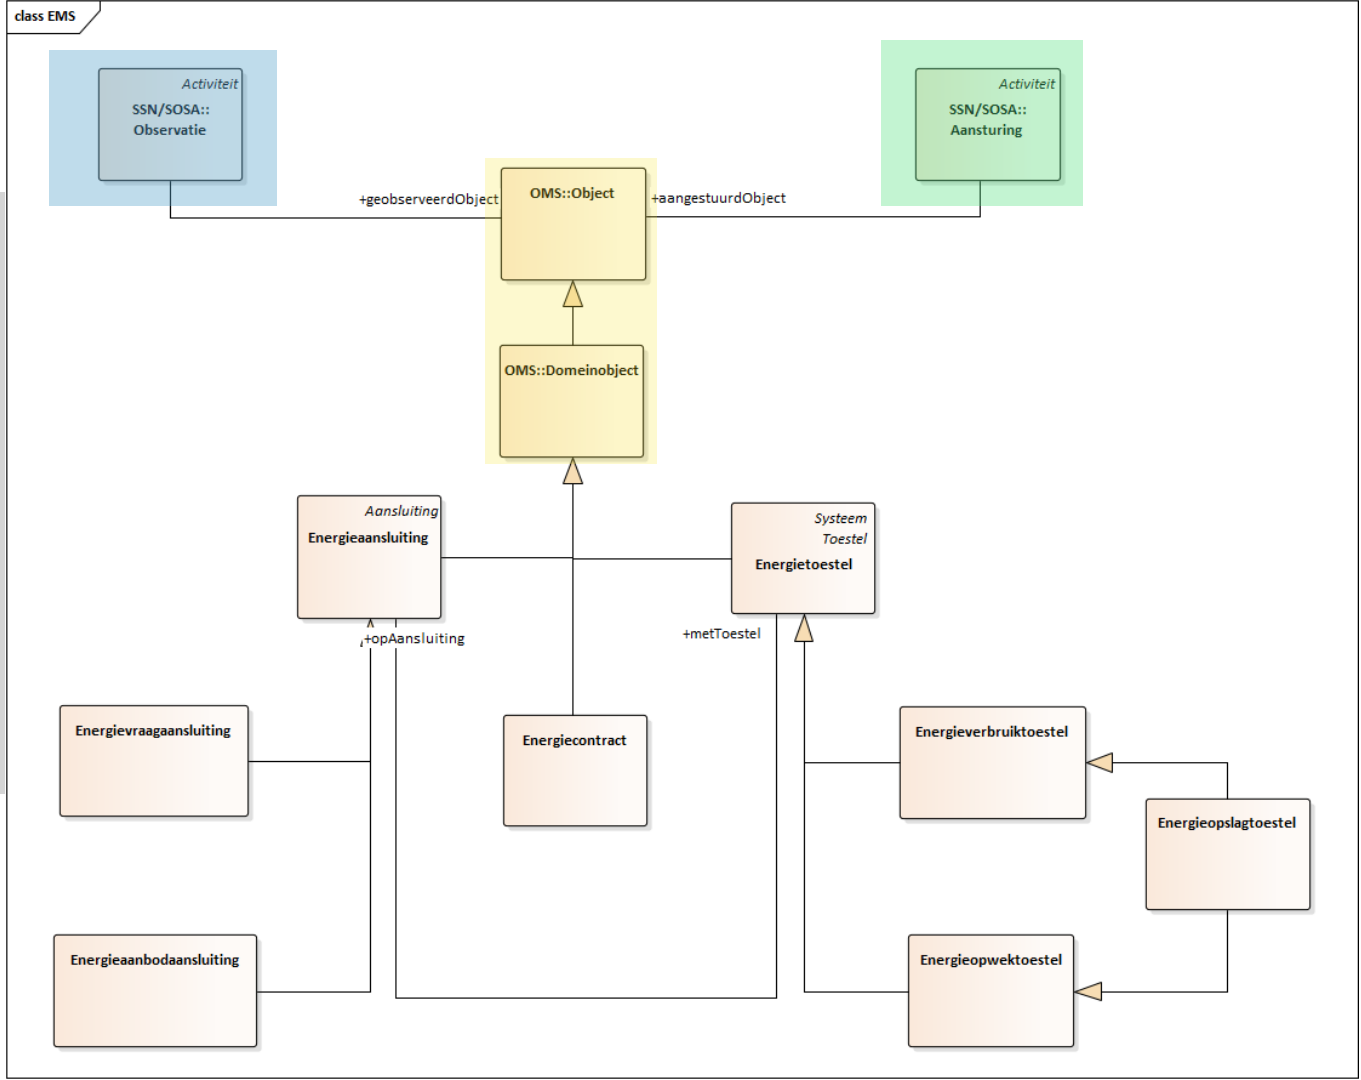 class EMS
Activiteit
SSN/SOSA::
Observatie
Activiteit
SSN/SOSA::
Aansturing
+geobserveerdObject
OMS::Object
+aangestuurdObject
OMS::Domeinobject
Aansluiting
Energieaansluiting
Systeem
Toestel
Energietoestel
+opAansluiting
+metToestel
Energievraagaansluiting
Energiecontract
Energieverbruiktoestel
Energieopslagtoestel
Energieaanbodaansluiting
Energieopwektoestel